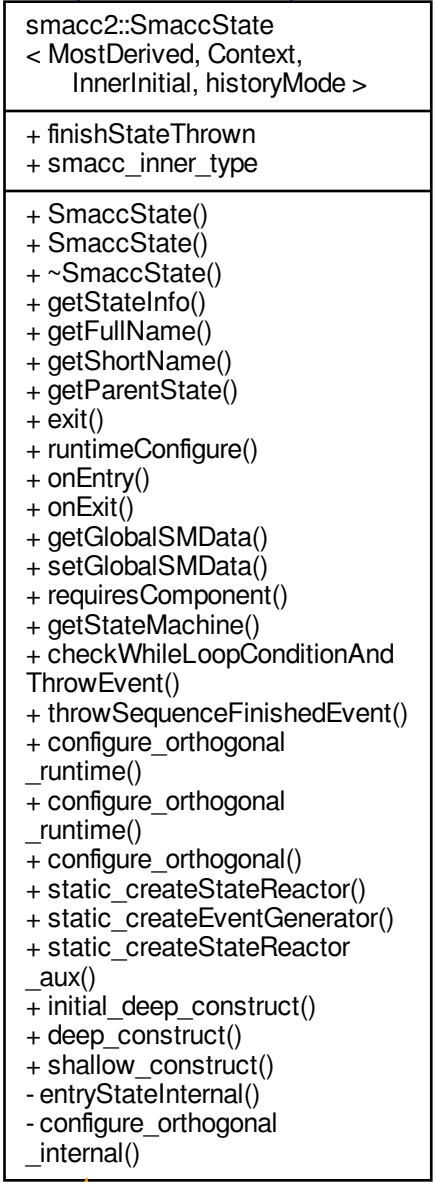 smacc2::SmaccState
< MostDerived, Context,
InnerInitial, historyMode >
+ finishStateThrown
+ smacc_inner_type
+ SmaccState()
+ SmaccState()
+ ~SmaccState()
+ getStateInfo()
+ getFullName()
+ getShortName()
+ getParentState()
+ exit()
+ runtimeConfigure()
+ onEntry()
+ onExit()
+ getGlobalSMData()
+ setGlobalSMData()
+ requiresComponent()
+ getStateMachine()
+ checkWhileLoopConditionAnd
ThrowEvent()
+ throwSequenceFinishedEvent()
+ configure_orthogonal
_runtime()
+ configure_orthogonal
_runtime()
+ configure_orthogonal()
+ static_createStateReactor()
+ static_createEventGenerator()
+ static_createStateReactor
_aux()
+ initial_deep_construct()
+ deep_construct()
+ shallow_construct()
- entryStateInternal()
- configure_orthogonal
_internal()